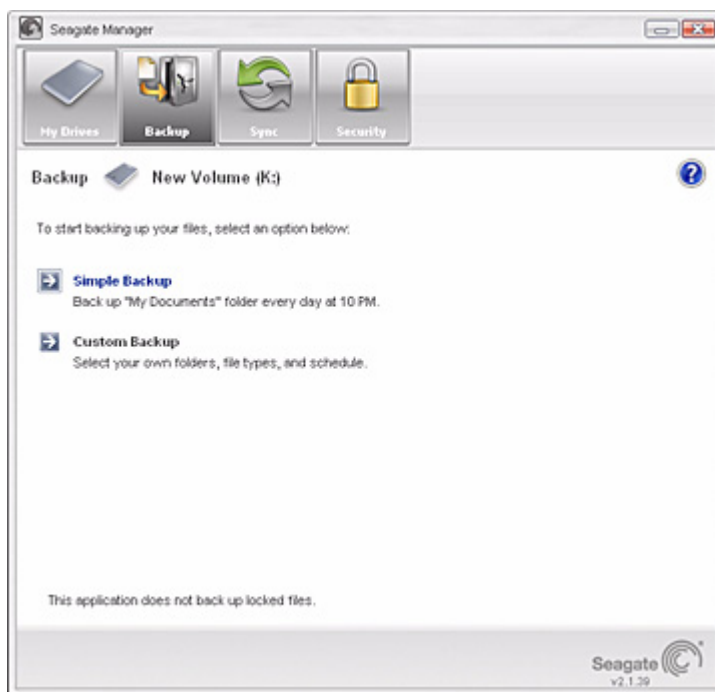 Seagate Manager
My Drives
Backup
Sync
Security
Backup New Volume (K:)
To start backing up your files, select an option below:
Simple Backup
Back up "My Documents" folder every day at 10 PM.
Custom Backup
Select your own folders, file types, and schedule.
This application does not back up locked files.
Seagate
v2.1.39